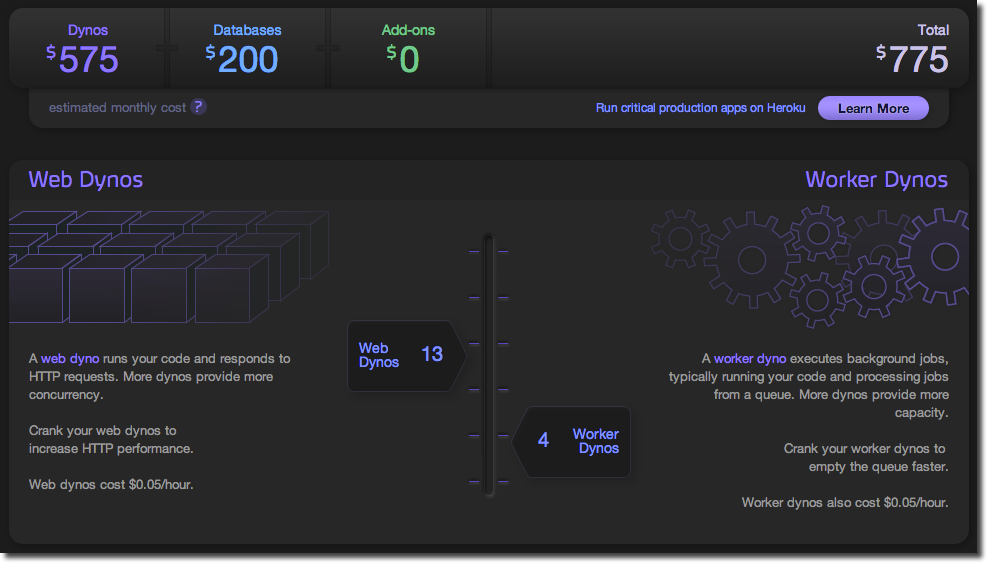 Dynos
$575
Databases
$200
Add-ons
$0
Total
$775
estimated monthly cost ?
Run critical production apps on Heroku
Learn More
Web Dynos
Worker Dynos
Web
Dynos
13
4
Worker
Dynos
A web dyno runs your code and responds to
HTTP requests. More dynos provide more
concurrency.
Crank your web dynos to
increase HTTP performance.
Web dynos cost $0.05/hour.
A worker dyno executes background jobs,
typically running your code and processing jobs
from a queue. More dynos provide more
capacity.
Crank your worker dynos to
empty the queue faster.
Worker dynos also cost $0.05/hour.